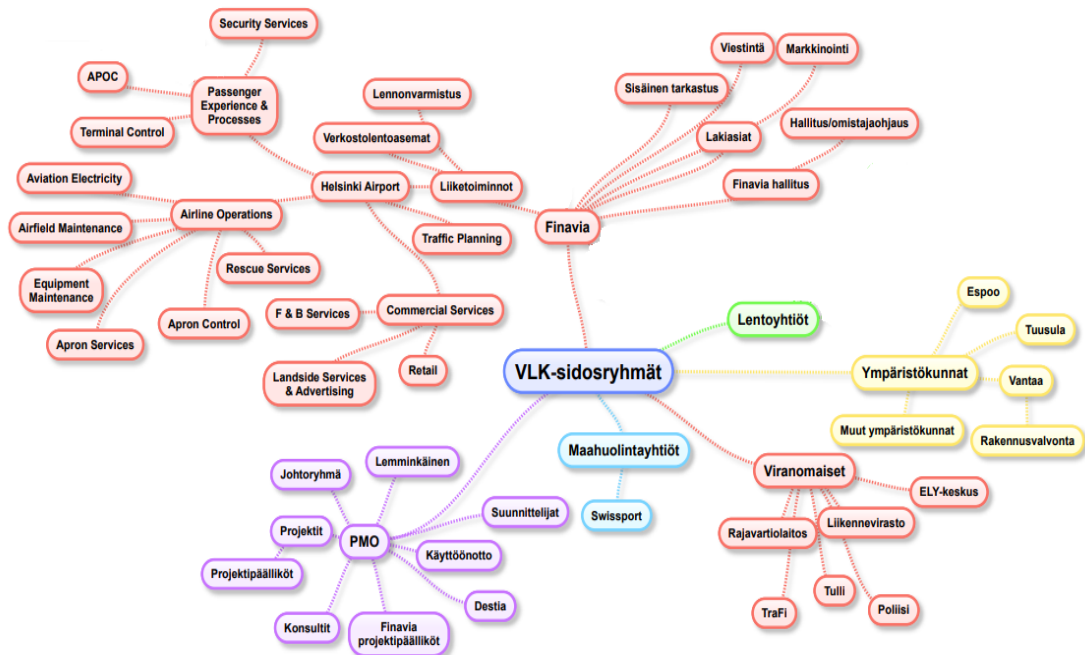 Security Services
APOC
Passenger
Experience &
Processes
Terminal Control
Lennonvarmistus
Verkostolentoasemat
Aviation Electricity
Helsinki Airport
Liiketoiminnot
Airline Operations
Airfield Maintenance
Traffic Planning
Rescue Services
Equipment
Maintenance
F & B Services
Commercial Services
Apron Control
Apron Services
Landside Services
& Advertising
Retail
Viestintä
Markkinointi
Sisäinen tarkastus
Hallitus/omistajaohjaus
Lakiasiat
Finavia hallitus
Finavia
Lentoyhtiöt
VLK-sidosryhmät
Espoo
Tuusula
Ympäristökunnat
Vantaa
Muut ympäristökunnat
Rakennusvalvonta
Maahuolintayhtiöt
Swissport
Viranomaiset
ELY-keskus
Rajavartiolaitos
Liikennevirasto
Tulli
TraFi
Poliisi
Johtoryhmä
Lemminkäinen
Suunnittelijat
Projektit
PMO
Käyttöönotto
Projektipäälliköt
Destia
Konsultit
Finavia
projektipäälliköt